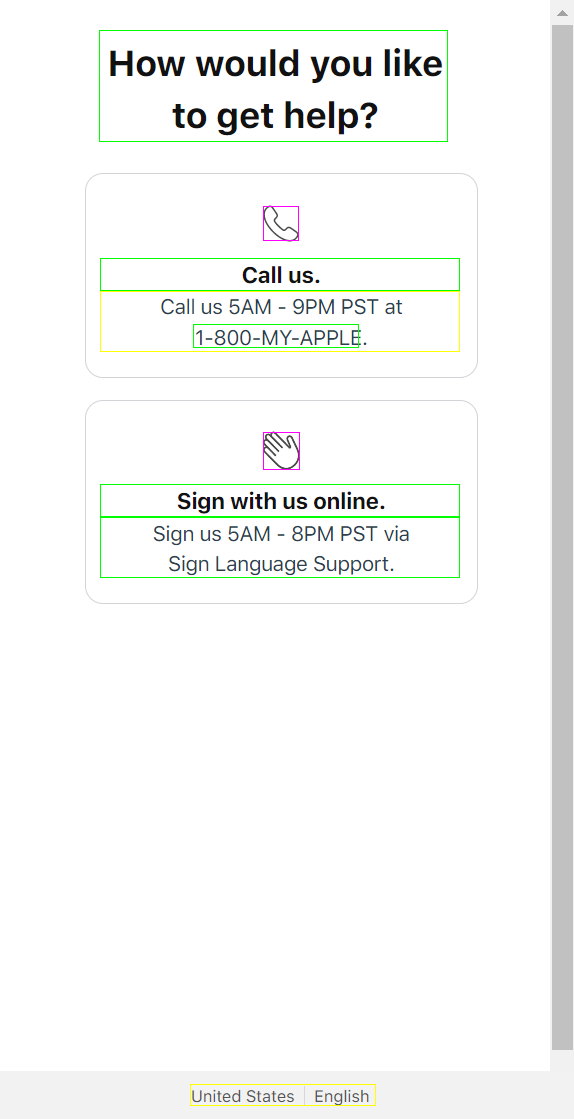 How would you like
to get help?
Call us.
Call us 5AM - 9PM PST at
1-800-MY-APPLE.
Sign with us online.
Sign us 5AM - 8PM PST via
Sign Language Support.
United States English